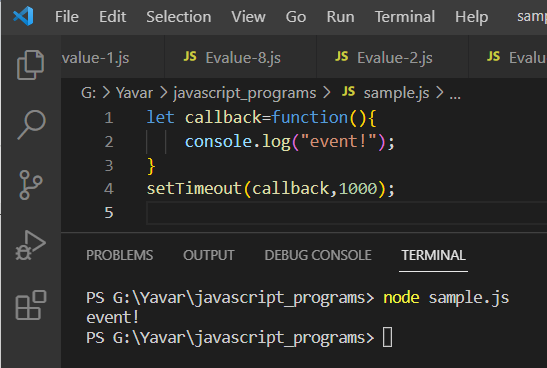 File Edit Selection View Go Run Terminal Help samp
value-1.js JS Evalue-8.js JS Evalue-2.js JS Evalu
G: > Yavar > javascript_programs > JS sample.js > ...
1 let callback=function(){
2 console.log("event!");
3 }
4 setTimeout(callback,1000);
5
PROBLEMS OUTPUT DEBUG CONSOLE TERMINAL
PS G:\Yavar\javascript_programs> node sample.js
event!
PS G:\Yavar\javascript_programs>